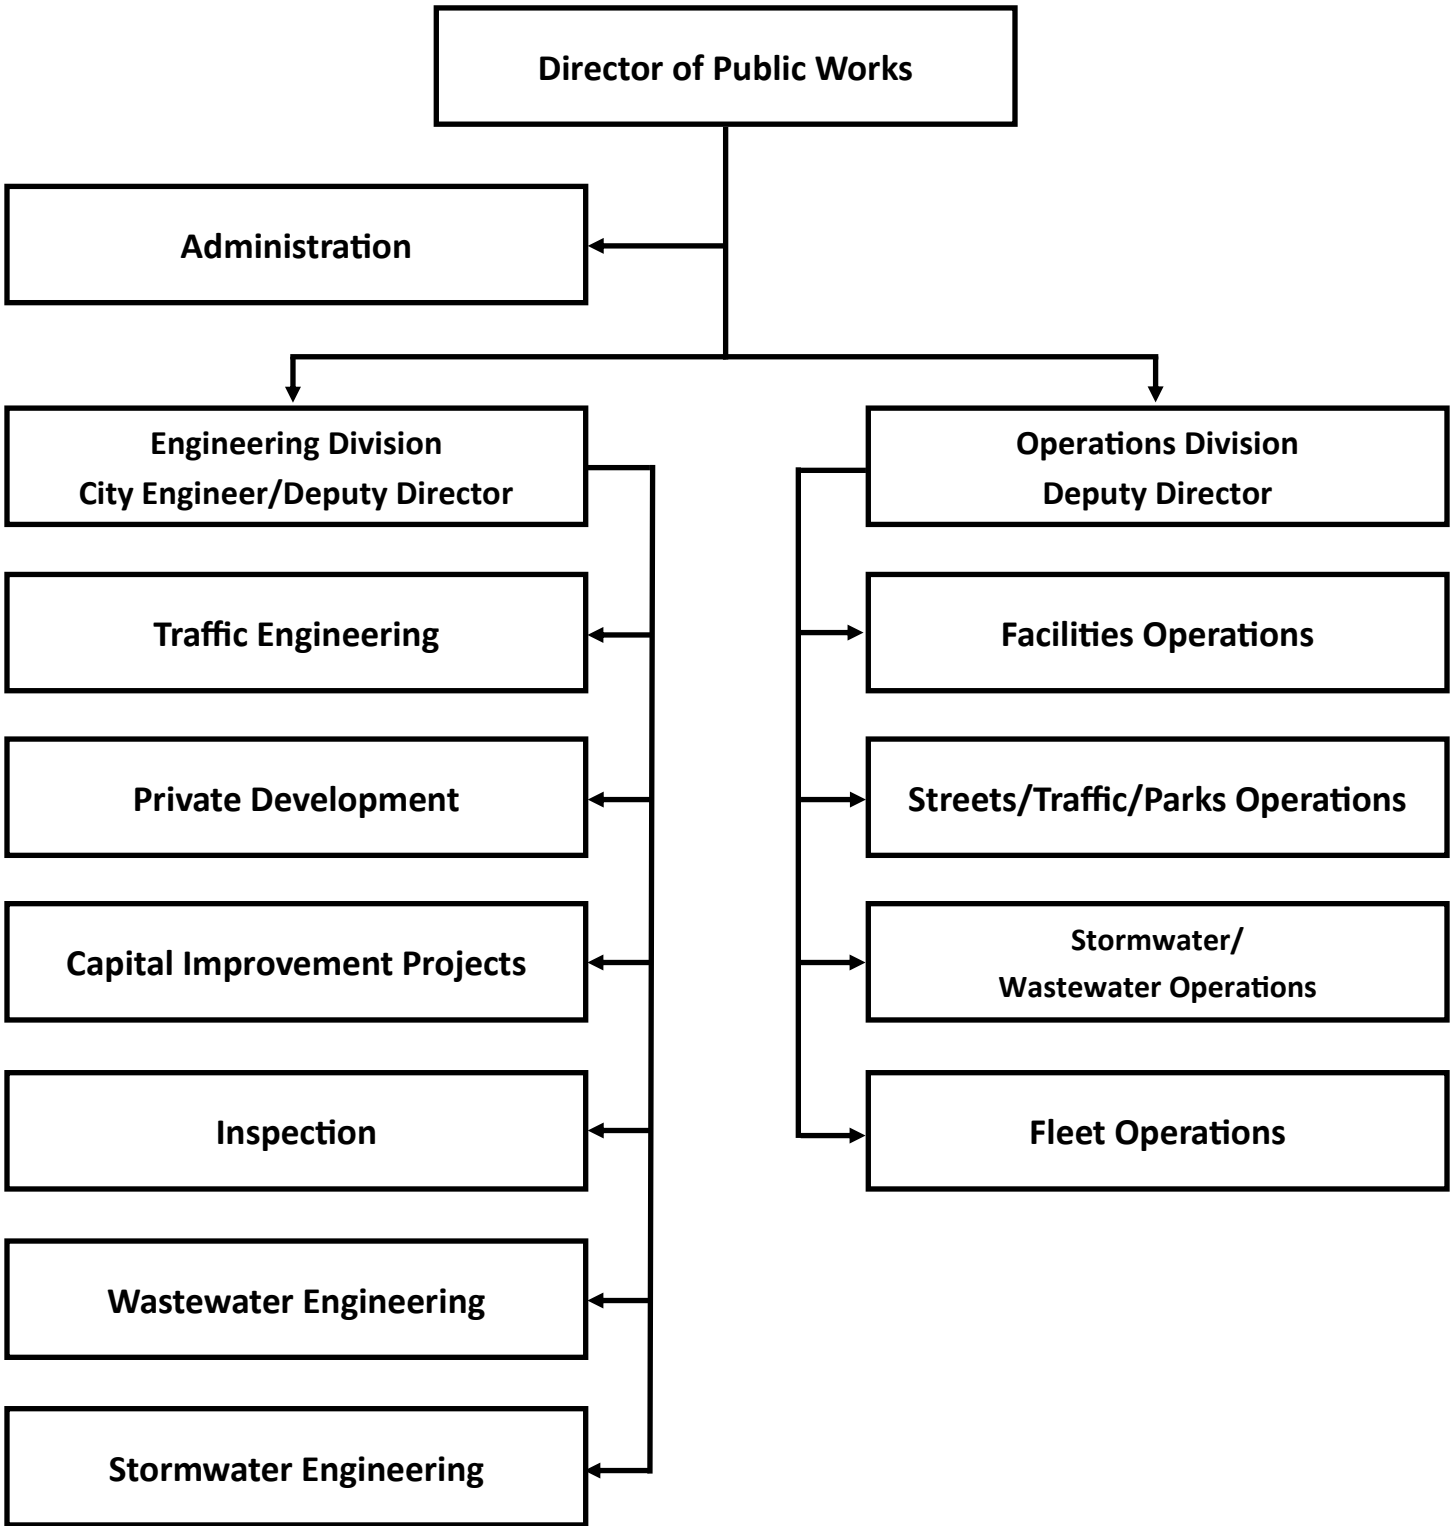 Director of Public Works
Administration
Engineering Division
City Engineer/Deputy Director
Traffic Engineering
Private Development
Capital Improvement Projects
Inspection
Wastewater Engineering
Stormwater Engineering
Operations Division
Deputy Director
Facilities Operations
Streets/Traffic/Parks Operations
Stormwater/
Wastewater Operations
Fleet Operations